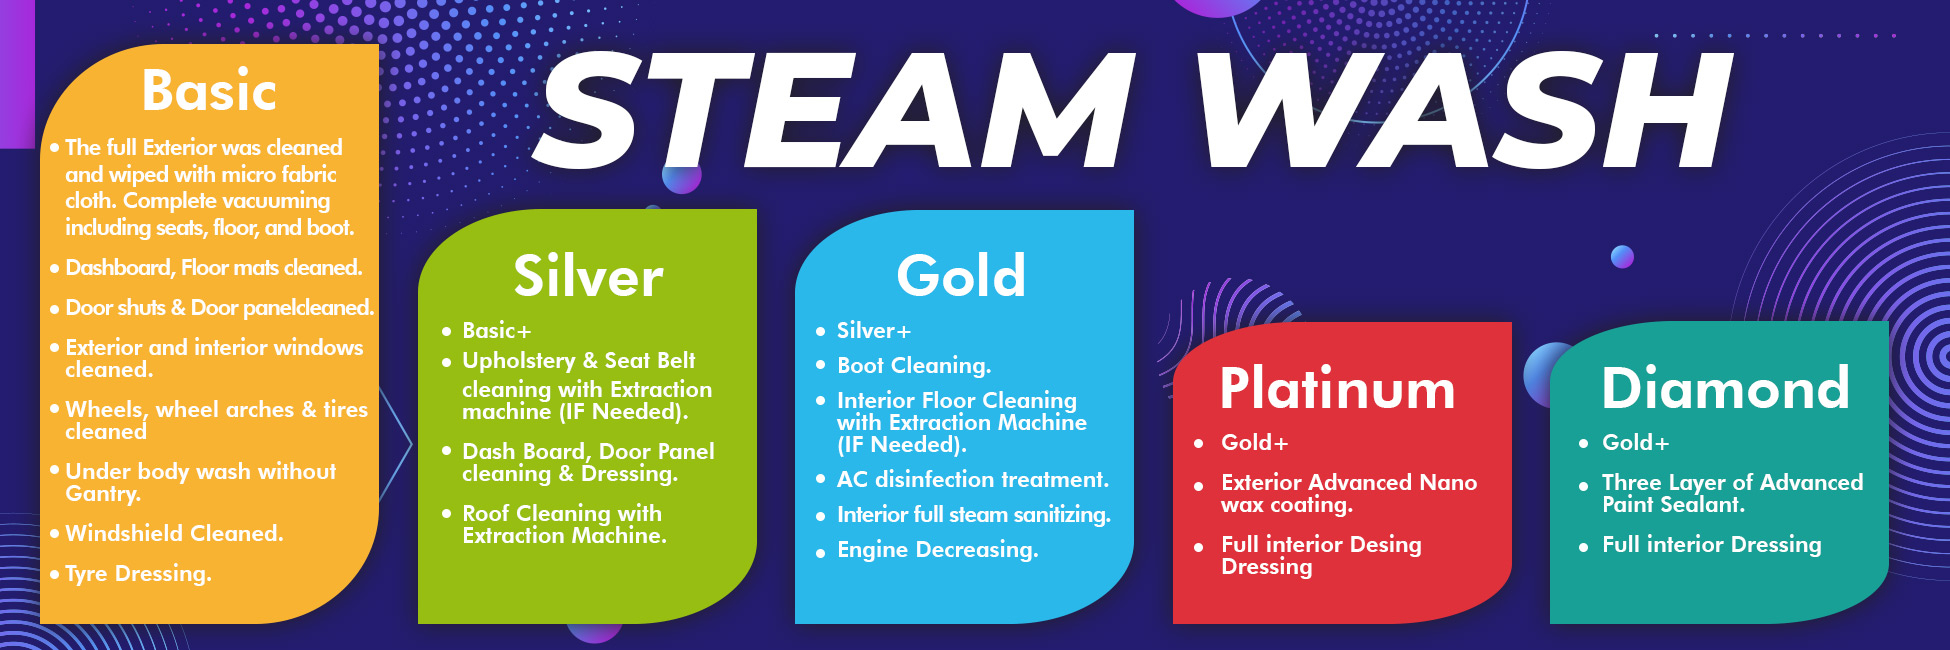 STEAM WASH
Basic
• The full Exterior was cleaned
and wiped with micro fabric
cloth. Complete vacuuming
including seats, floor, and boot.
• Dashboard, Floor mats cleaned.
• Door shuts & Door panelcleaned.
• Exterior and interior windows
cleaned.
• Wheels, wheel arches & tires
cleaned
• Under body wash without
Gantry.
• Windshield Cleaned.
• Tyre Dressing.
Silver
• Basic+
• Upholstery & Seat Belt
cleaning with Extraction
machine (IF Needed).
• Dash Board, Door Panel
cleaning & Dressing.
• Roof Cleaning with
Extraction Machine.
Gold
• Silver+
• Boot Cleaning.
• Interior Floor Cleaning
with Extraction Machine
(IF Needed).
• AC disinfection treatment.
• Interior full steam sanitizing.
• Engine Decreasing.
Platinum
• Gold+
• Exterior Advanced Nano
wax coating.
• Full interior Desing
Dressing
Diamond
• Gold+
• Three Layer of Advanced
Paint Sealant.
• Full interior Dressing